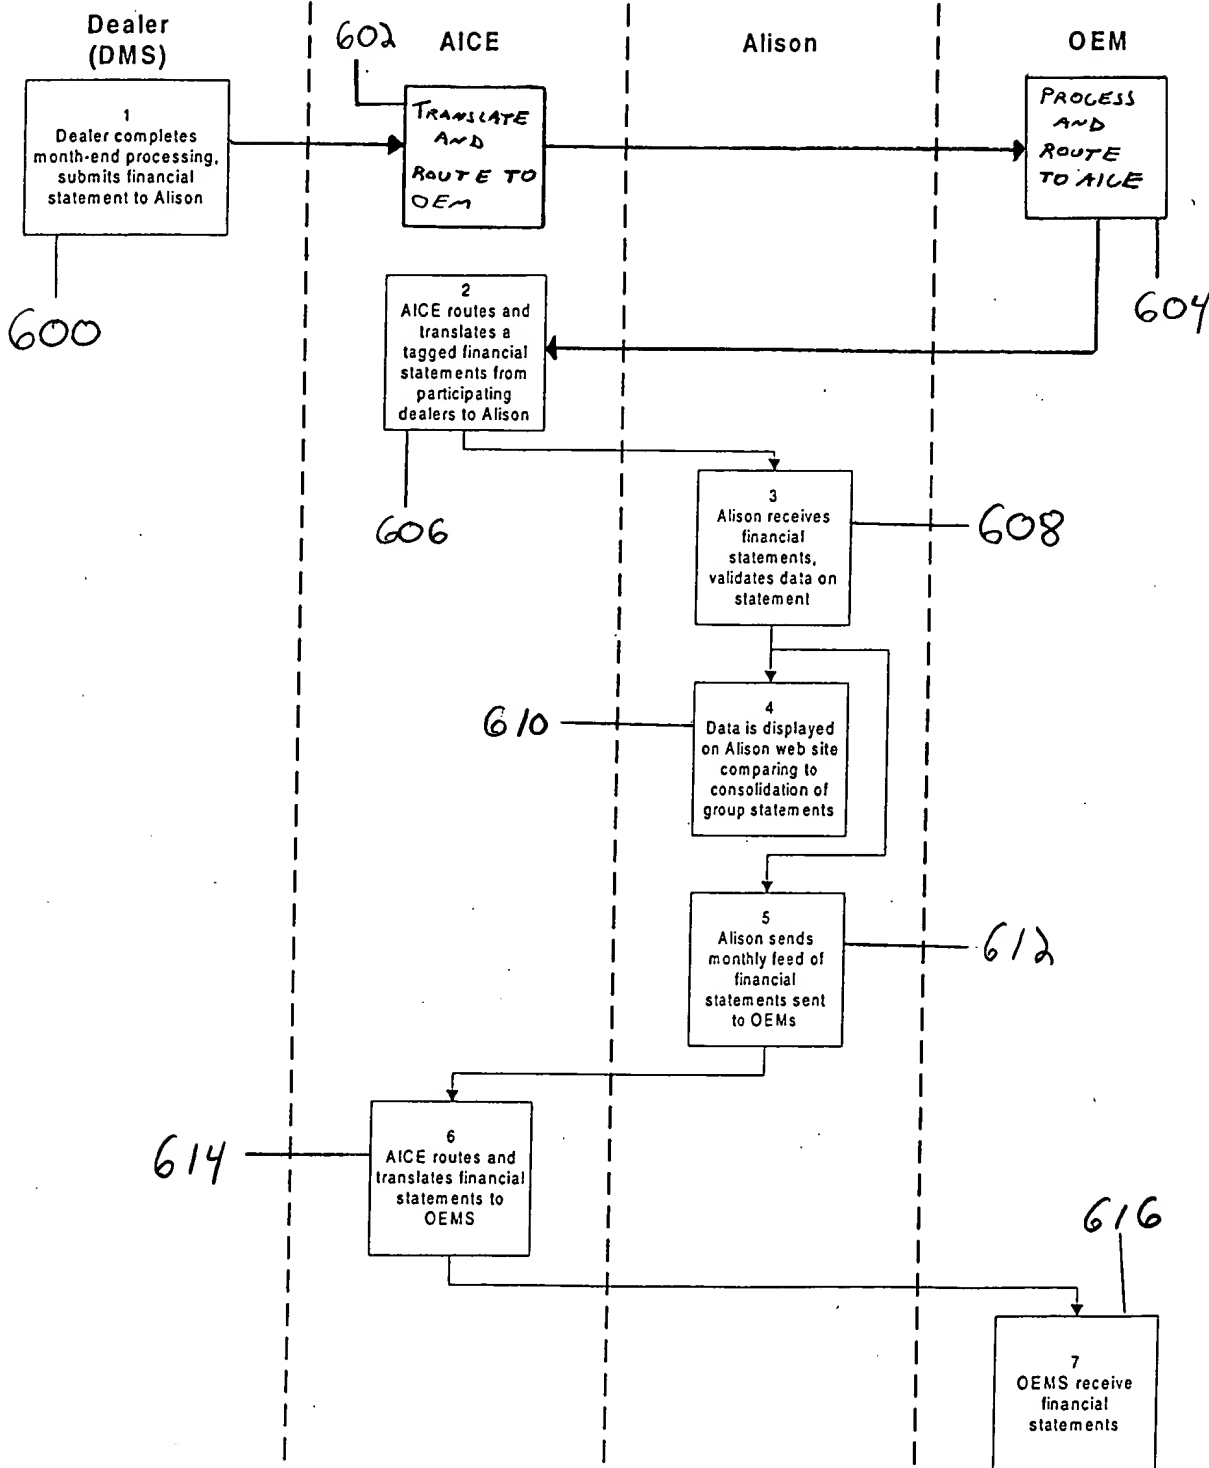 Dealer
(DMS)
602
AICE
Alison
OEM
1
Dealer completes
month-end processing,
submits financial
statement to Alison
TRANSLATE
AND
ROUTE TO
OEM
PROCESS
AND
ROUTE
TO AICE
600
604
2
AICE routes and
translates a
tagged financial
statements from
participating
dealers to Alison
606
3
Alison receives
financial
statements,
validates data on
statement
608
610
4
Data is displayed
on Alison web site
comparing to
consolidation of
group statements
5
Alison sends
monthly feed of
financial
statements sent
to OEMs
612
614
6
AICE routes and
translates financial
statements to
OEMS
616
7
OEMS receive
financial
statements